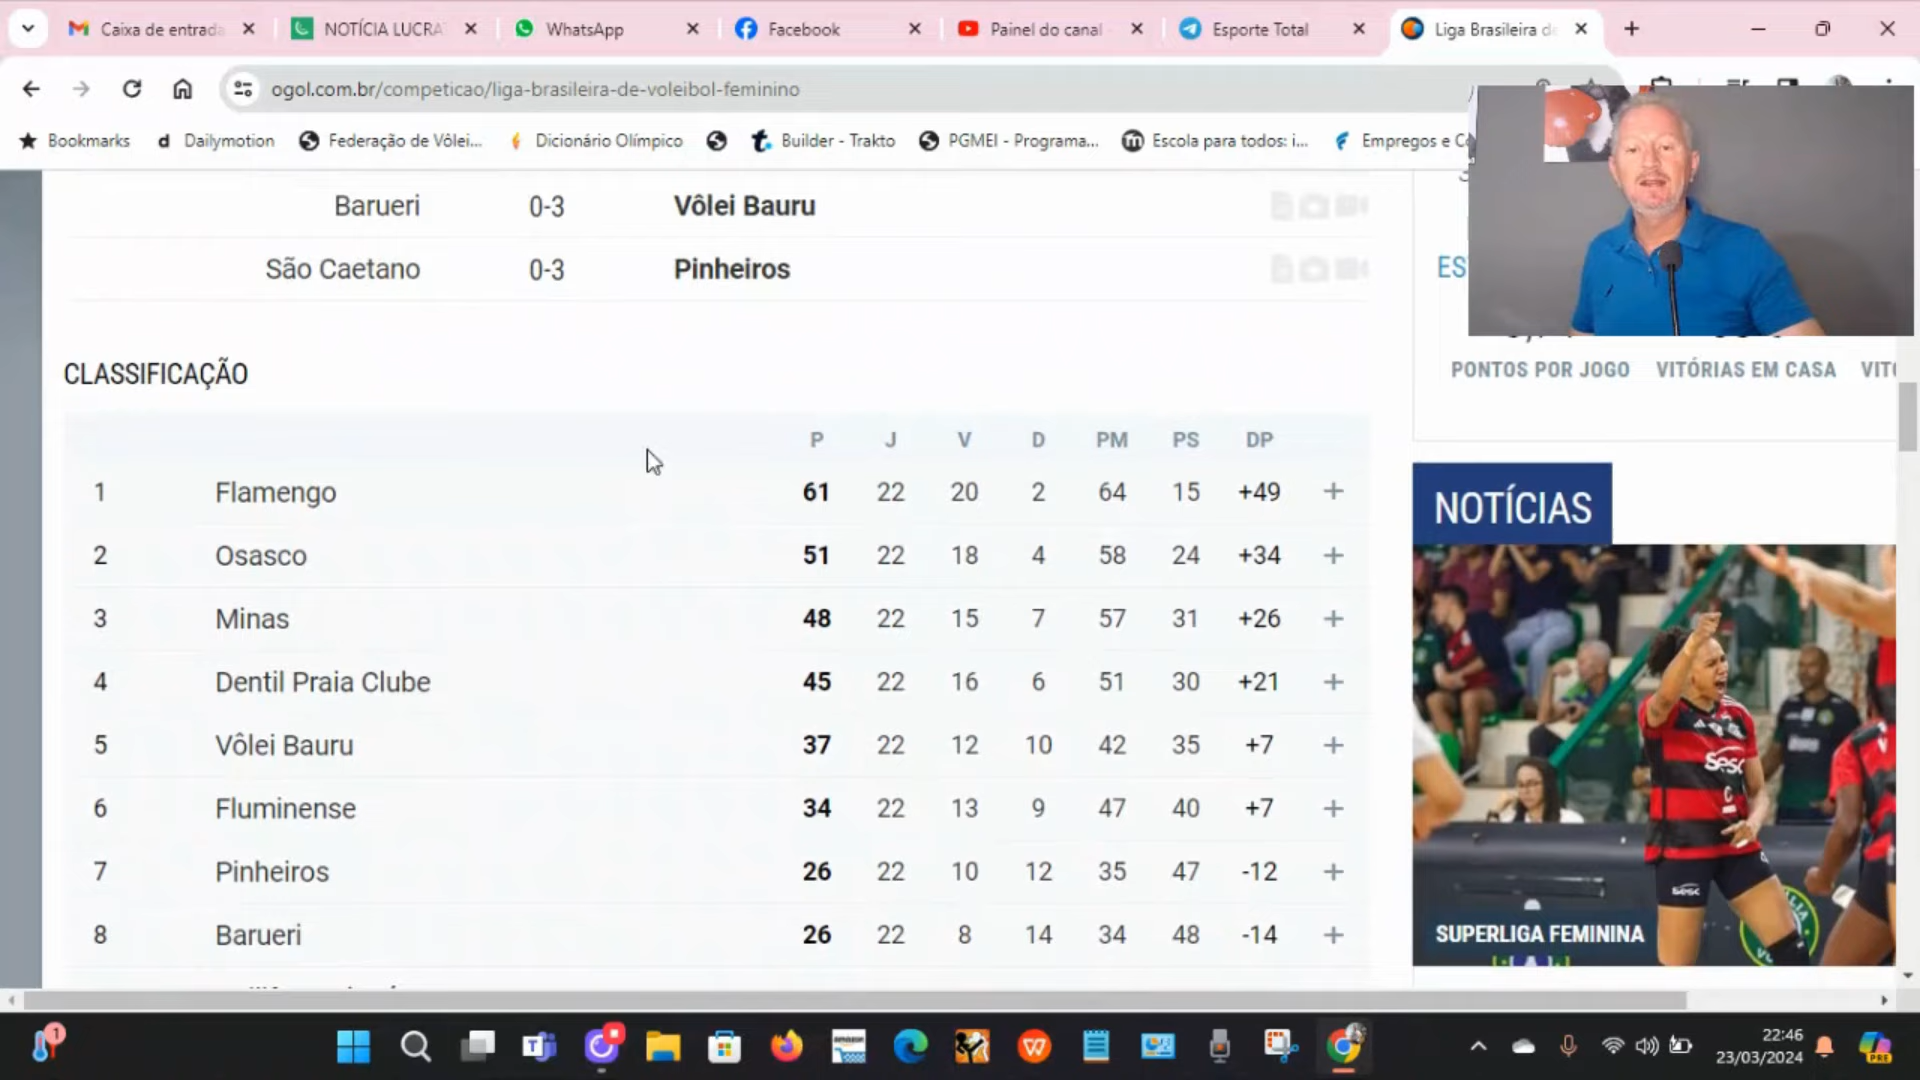 Caixa de entrada
NOTÍCIA LUCRA
WhatsApp
Facebook
Painel do canal
Esporte Total
Liga Brasileira de
ogol.com.br/competicao/liga-brasileira-de-voleibol-feminino
Bookmarks
Dailymotion
Federação de Vôlei...
Dicionário Olímpico
Builder - Trakto
PGMEI - Programa...
Escola para todos: i...
Empregos e C
Barueri 0-3 Vôlei Bauru
São Caetano 0-3 Pinheiros
ES
PONTOS POR JOGO VITÓRIAS EM CASA VIT
CLASSIFICAÇÃO
P J V D PM PS DP
1 Flamengo 61 22 20 2 64 15 +49 +
2 Osasco 51 22 18 4 58 24 +34 +
3 Minas 48 22 15 7 57 31 +26 +
4 Dentil Praia Clube 45 22 16 6 51 30 +21 +
5 Vôlei Bauru 37 22 12 10 42 35 +7 +
6 Fluminense 34 22 13 9 47 40 +7 +
7 Pinheiros 26 22 10 12 35 47 -12 +
8 Barueri 26 22 8 14 34 48 -14 +
NOTÍCIAS
Sesc
Sesc
SUPERLIGA FEMININA
1
22:46
23/03/2024
PRE